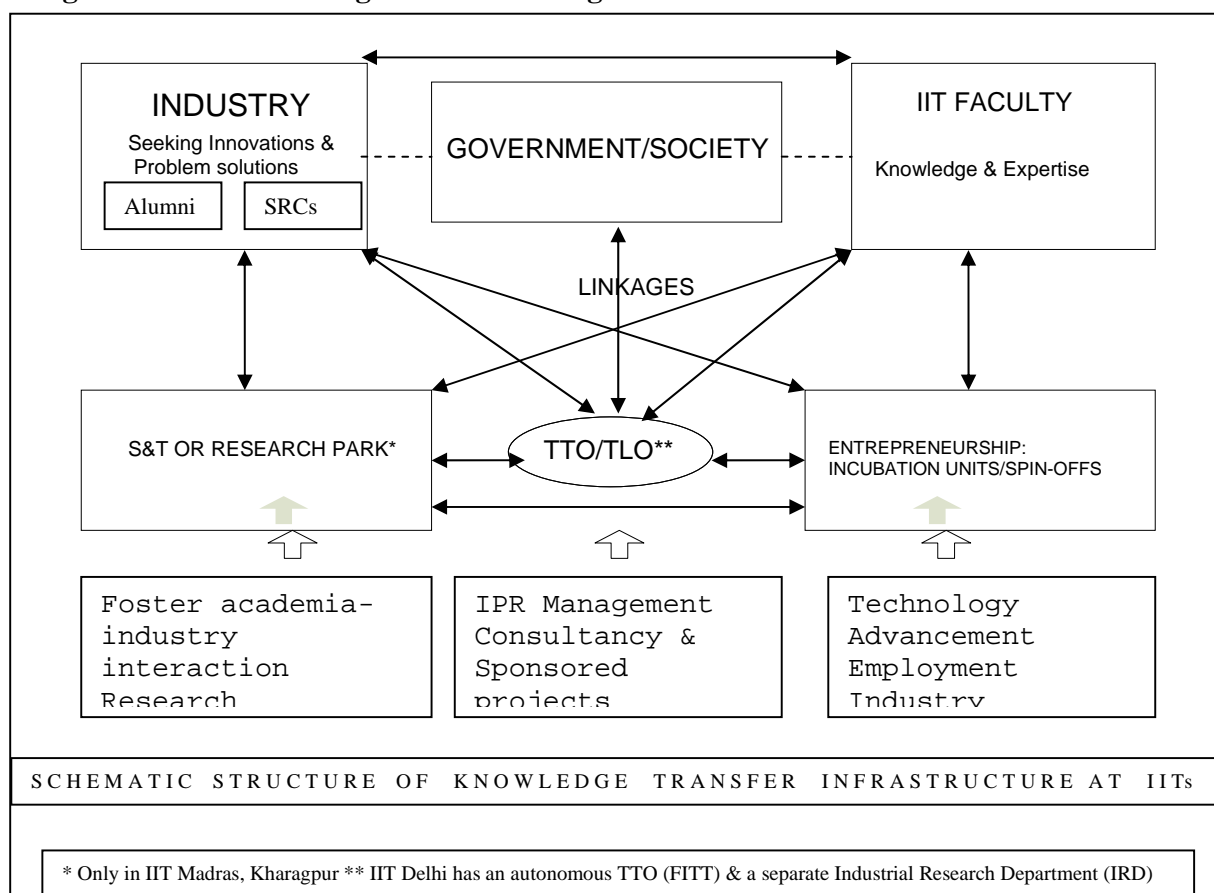 INDUSTRY
Seeking Innovations &
Problem solutions
Alumni
SRCs
GOVERNMENT/SOCIETY
IIT FACULTY
Knowledge & Expertise
LINKAGES
S&T OR RESEARCH PARK*
TTO/TLO**
ENTREPRENEURSHIP:
INCUBATION UNITS/SPIN-OFFS
Foster academia-
industry
interaction
Research
IPR Management
Consultancy &
Sponsored
projects
Technology
Advancement
Employment
Industry
SCHEMATIC STRUCTURE OF KNOWLEDGE TRANSFER INFRASTRUCTURE AT IITs
* Only in IIT Madras, Kharagpur ** IIT Delhi has an autonomous TTO (FITT) & a separate Industrial Research Department (IRD)